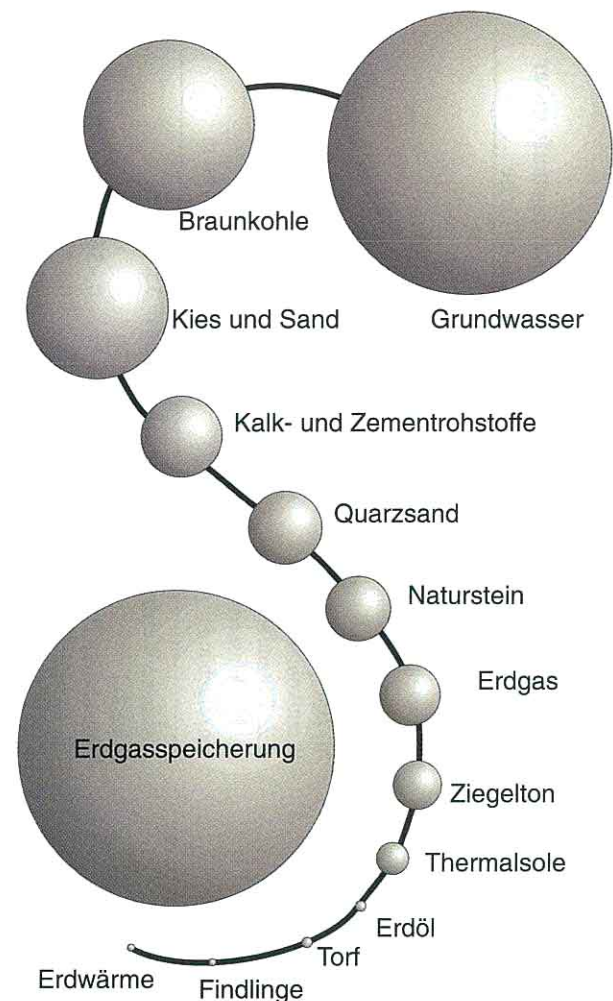 Braunkohle
Kies und Sand
Grundwasser
Kalk- und Zementrohstoffe
Quarzsand
Naturstein
Erdgas
Erdgasspeicherung
Ziegelton
Thermalsole
Erdöl
Torf
Findlinge
Erdwärme